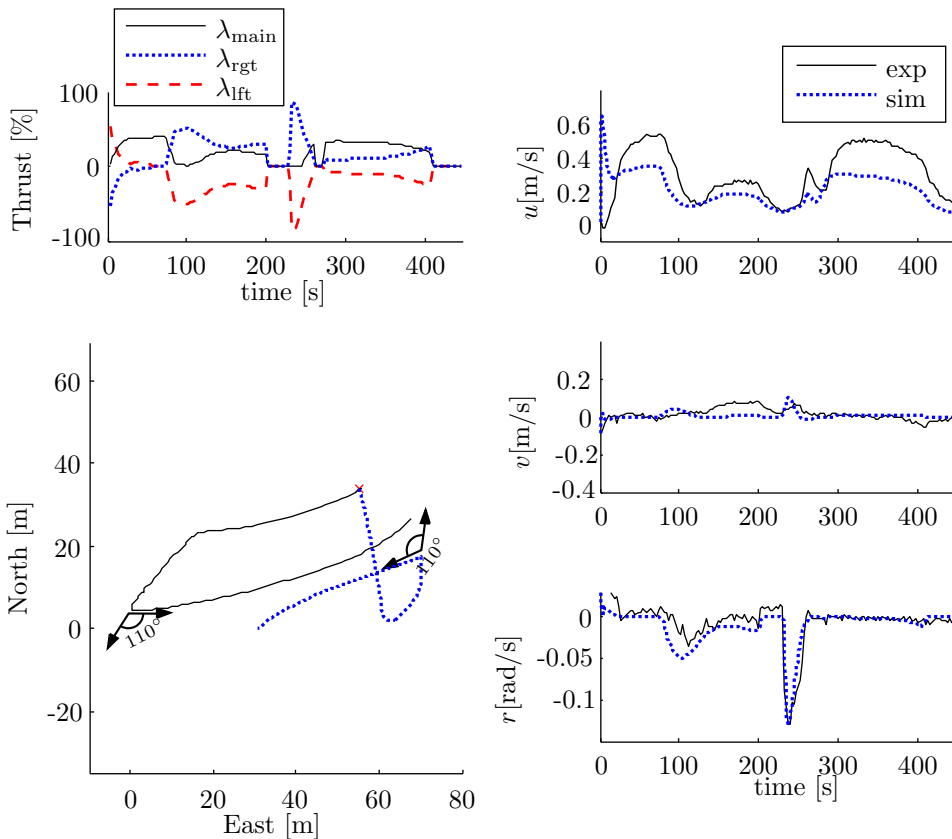 λmain
λrgt
λlft
100
0
-100
Thrust [%]
0 100 200 300 400
time [s]
exp
sim
0.6
0.4
0.2
0
u[m/s]
0 100 200 300 400
60
40
20
0
-20
North [m]
110°
110°
0 20 40 60 80
East [m]
0.2
0
-0.2
-0.4
v[m/s]
0 100 200 300 400
0
-0.05
-0.1
r[rad/s]
0 100 200 300 400
time [s]